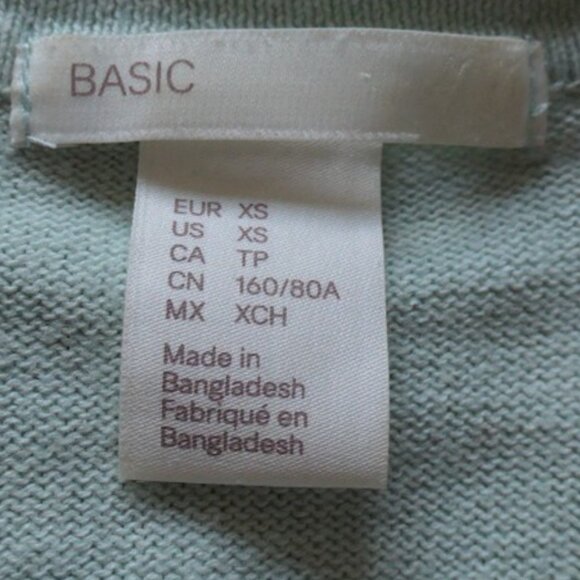 BASIC
EUR XS
US XS
CA TP
CN 160/80A
MX XCH
Made in
Bangladesh
Fabriqué en
Bangladesh